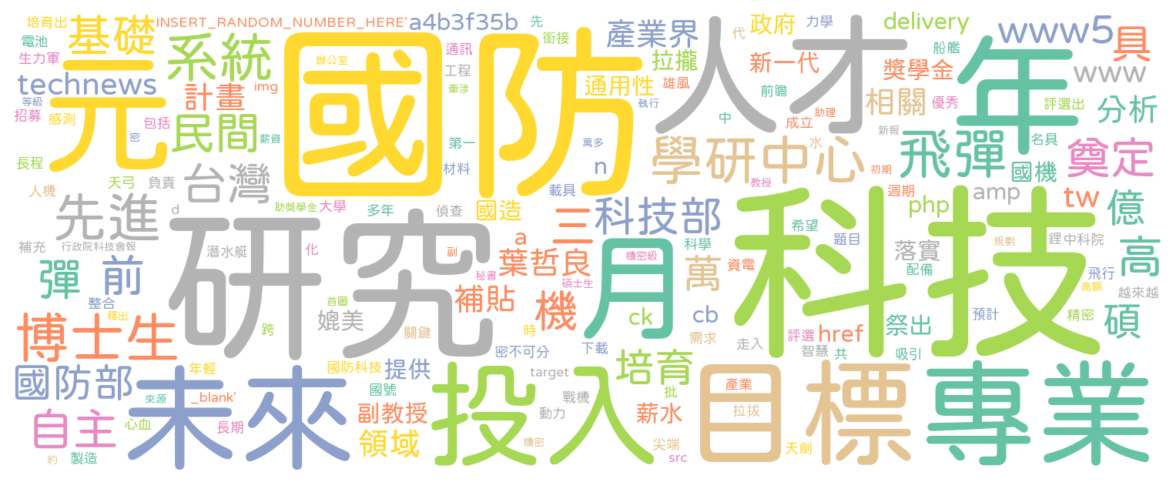 培育出 INSERT_RANDOM_NUMBER_HERE' a4b3f35b 先 政府 力學 delivery www5 具
電池 基礎 系統 辦公室 通訊 銜接 產業界 船艦 www
生力軍 工程 拉攏 新一代 獎學金
technews 計畫 img 牽涉 雄風 通用性 前瞻 相關 優秀 評選出 分析
等級 元 國防 執行 人才 年
招募 感測 包括 密 薪資 中 成立 助理 新報 名具
民間 第一 萬多 水 飛彈 奠定
長程 材料 n 學研中心 初期 國機
人機 天弓 負責 台灣 載具 教授 週期 amp tw
先進 d 助獎學金 大學 多年 偵查 國造 科技部 php 億
補充 行政院科技會報 潛水艇 化 副 a 三 科學 希望 題目 落實 規劃 鋰 中科院 高
彈 前 研究 葉哲良 月 機密級 萬 資電 科技 配備 飛行 越來越
整合 釋出 首圖 秘書 碩士生 補貼 機 高額
博士生 跨 媲美 關鍵 時 ck cb 需求 評選 href 祭出 預計 精密 碩
密不可分 下載 走入 智慧 共 吸引
國防部 年輕 國防科技 提供 target 培育 產業
來源 _blank' 國號 戰機 批 目標 專業
自主 心血 未來 長期 副教授 投入 動力 薪水 拉拔
約 製造 領域 機密 尖端 src 天劍
代